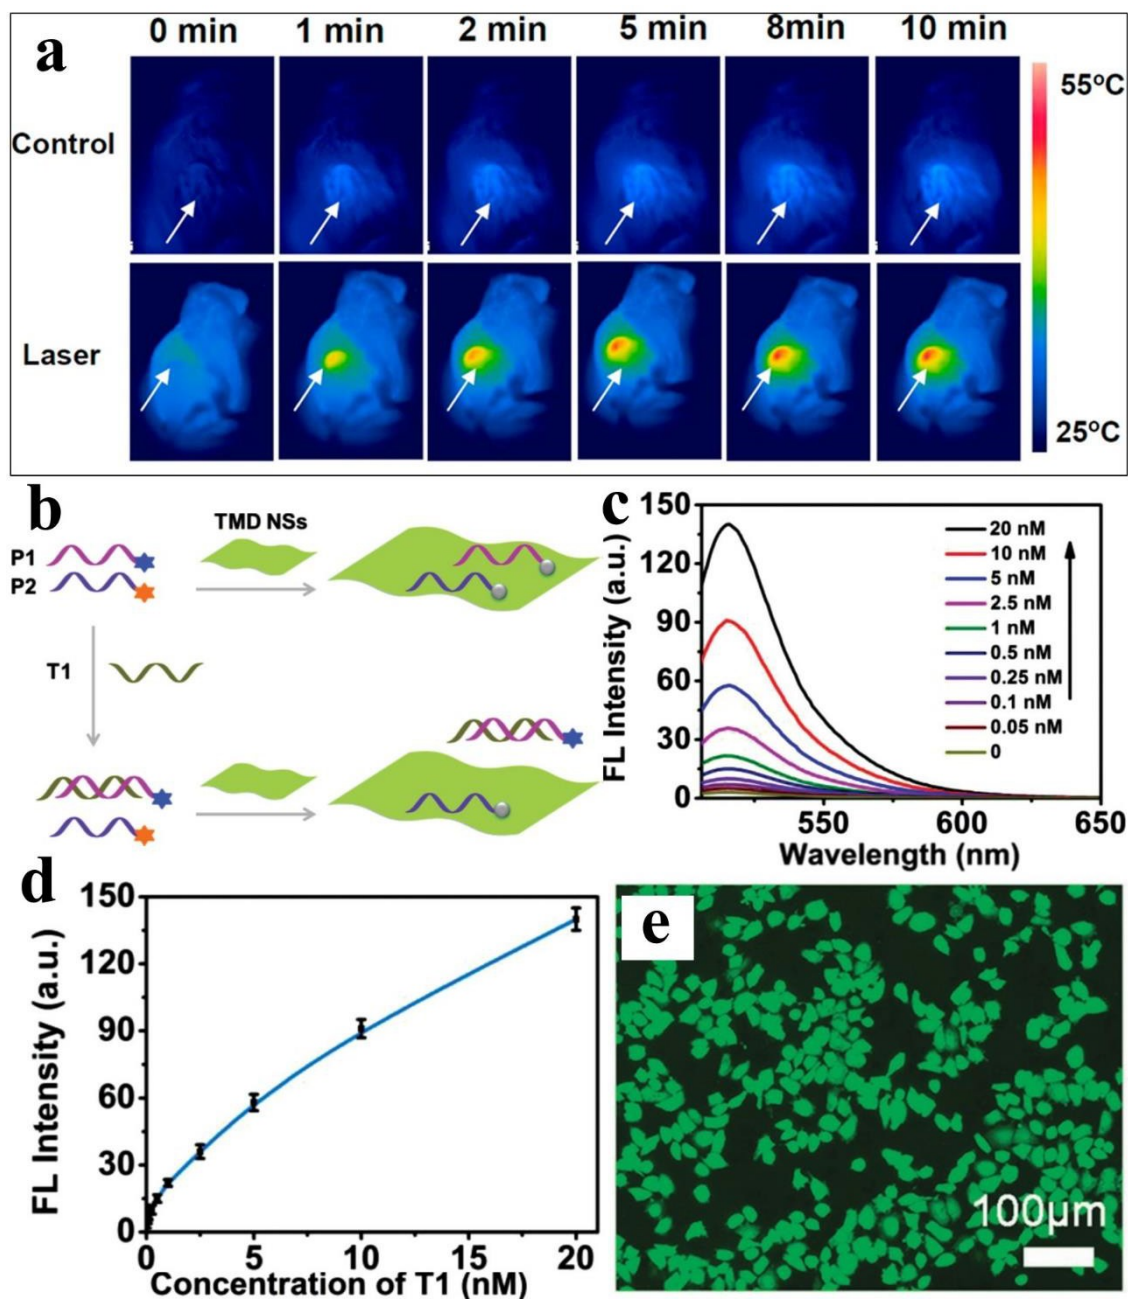 a
0 min 1 min 2 min 5 min 8min 10 min
Control
Laser
55°C
25°C
b
TMD NSs
P1
P2
T1
c
FL Intensity (a.u.)
150
120
90
60
30
0
20 nM
10 nM
5 nM
2.5 nM
1 nM
0.5 nM
0.25 nM
0.1 nM
0.05 nM
0
550 600 650
Wavelength (nm)
d
FL Intensity (a.u.)
150
120
90
60
30
0
0 5 10 15 20
Concentration of T1 (nM)
e
100μm